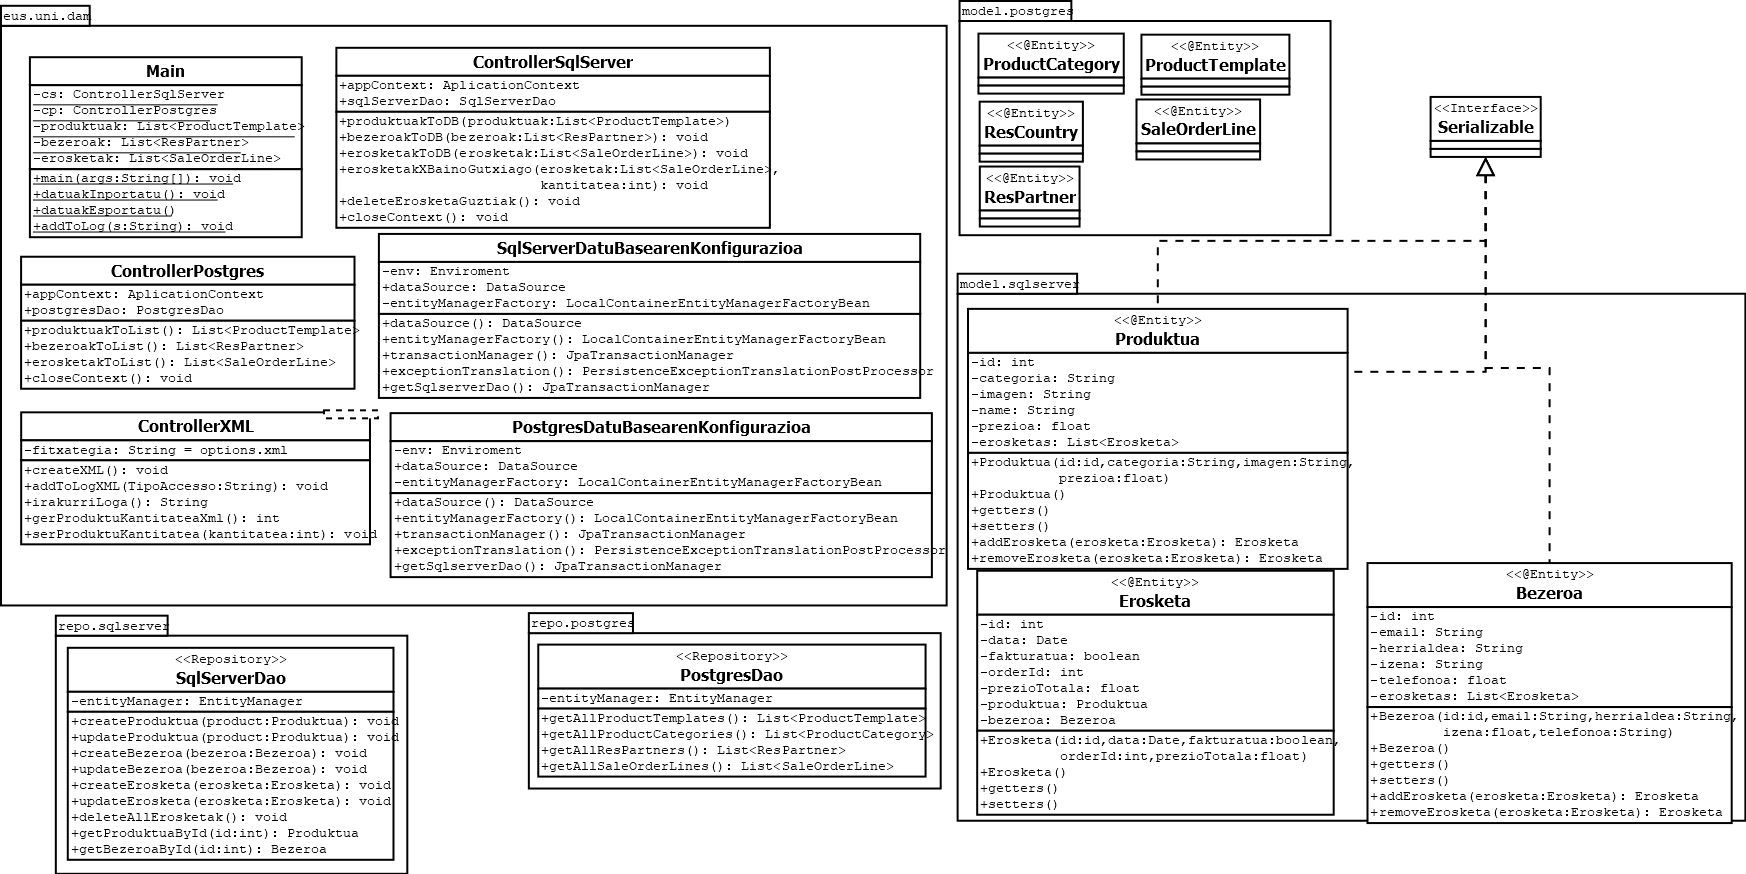 eus.uni.dam
Main
-cs: ControllerSqlServer
-cp: ControllerPostgres
-produktuak: List<ProductTemplate>
-bezeroak: List<ResPartner>
-erosketak: List<SaleOrderLine>
+main(args:String[]): void
+datuakInportatu(): void
+datuakEsportatu()
+addToLog(s:String): void
ControllerSqlServer
+appContext: AplicationContext
+sqlServerDao: SqlServerDao
+produktuakToDB(produktuak:List<ProductTemplate>)
+bezeroakToDB(bezeroak:List<ResPartner>): void
+erosketakToDB(erosketak:List<SaleOrderLine>): void
+erosketakXBainoGutxiago(erosketak:List<SaleOrderLine>,
kantitatea:int): void
+deleteErosketaGuztiak(): void
+closeContext(): void
ControllerPostgres
+appContext: AplicationContext
+postgresDao: PostgresDao
+produktuakToList(): List<ProductTemplate>
+bezeroakToList(): List<ResPartner>
+erosketakToList(): List<SaleOrderLine>
+closeContext(): void
SqlServerDatuBasearenKonfigurazioa
-env: Enviroment
+dataSource: DataSource
-entityManagerFactory: LocalContainerEntityManagerFactoryBean
+dataSource(): DataSource
+entityManagerFactory(): LocalContainerEntityManagerFactoryBean
+transactionManager(): JpaTransactionManager
+exceptionTranslation(): PersistenceExceptionTranslationPostProcessor
+getSqlserverDao(): JpaTransactionManager
ControllerXML
-fitxategia: String = options.xml
+createXML(): void
+addToLogXML(TipoAccesso:String): void
+irakurriLoga(): String
+gerProduktuKantitateaXml(): int
+serProduktuKantitatea(kantitatea:int): void
PostgresDatuBasearenKonfigurazioa
-env: Enviroment
+dataSource: DataSource
-entityManagerFactory: LocalContainerEntityManagerFactoryBean
+dataSource(): DataSource
+entityManagerFactory(): LocalContainerEntityManagerFactoryBean
+transactionManager(): JpaTransactionManager
+exceptionTranslation(): PersistenceExceptionTranslationPostProcessor
+getSqlserverDao(): JpaTransactionManager
repo.sqlserver
<<Repository>>
SqlServerDao
-entityManager: EntityManager
+createProduktua(product:Produktua): void
+updateProduktua(product:Produktua): void
+createBezeroa(bezeroa:Bezeroa): void
+updateBezeroa(bezeroa:Bezeroa): void
+createErosketa(erosketa:Erosketa): void
+updateErosketa(erosketa:Erosketa): void
+deleteAllErosketak(): void
+getProduktuaById(id:int): Produktua
+getBezeroaById(id:int): Bezeroa
repo.postgres
<<Repository>>
PostgresDao
-entityManager: EntityManager
+getAllProductTemplates(): List<ProductTemplate>
+getAllProductCategories(): List<ProductCategory>
+getAllResPartners(): List<ResPartner>
+getAllSaleOrderLines(): List<SaleOrderLine>
model.postgres
<<@Entity>>
ProductCategory
<<@Entity>>
ProductTemplate
<<@Entity>>
ResCountry
<<@Entity>>
SaleOrderLine
<<@Entity>>
ResPartner
<<Interface>>
Serializable
model.sqlserver
<<@Entity>>
Produktua
-id: int
-categoria: String
-imagen: String
-name: String
-prezioa: float
-erosketas: List<Erosketa>
+Produktua(id:id,categoria:String,imagen:String,
prezioa:float)
+Produktua()
+getters()
+setters()
+addErosketa(erosketa:Erosketa): Erosketa
+removeErosketa(erosketa:Erosketa): Erosketa
<<@Entity>>
Erosketa
-id: int
-data: Date
-fakturatua: boolean
-orderId: int
-prezioTotala: float
-produktua: Produktua
-bezeroa: Bezeroa
+Erosketa(id:id,data:Date,fakturatua:boolean,
orderId:int,prezioTotala:float)
+Erosketa()
+getters()
+setters()
<<@Entity>>
Bezeroa
-id: int
-email: String
-herrialdea: String
-izena: String
-telefonoa: float
-erosketas: List<Erosketa>
+Bezeroa(id:id,email:String,herrialdea:String,
izena:float,telefonoa:String)
+Bezeroa()
+getters()
+setters()
+addErosketa(erosketa:Erosketa): Erosketa
+removeErosketa(erosketa:Erosketa): Erosketa